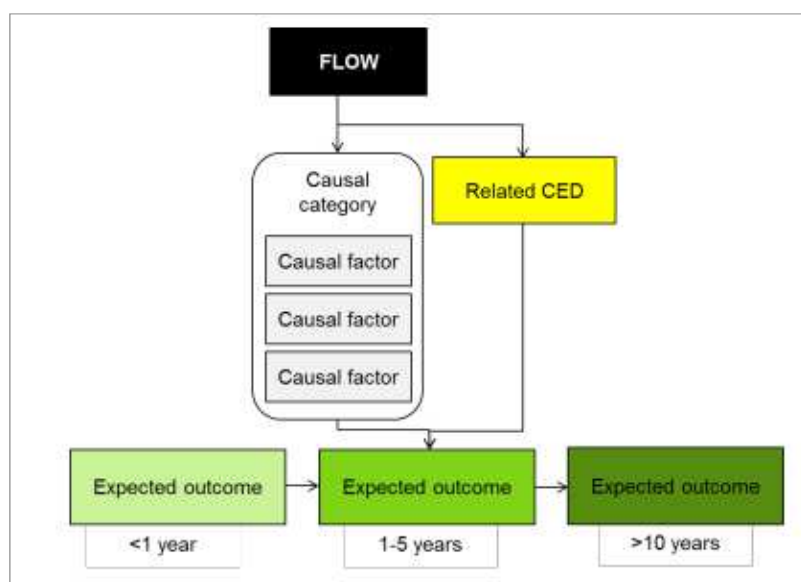 FLOW
Causal
category
Related CED
Causal factor
Causal factor
Causal factor
Expected outcome
Expected outcome
Expected outcome
<1 year
1-5 years
>10 years